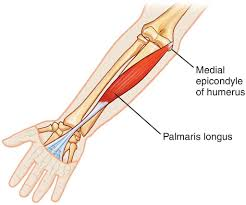 Medial
epicondyle
of humerus
Palmaris longus